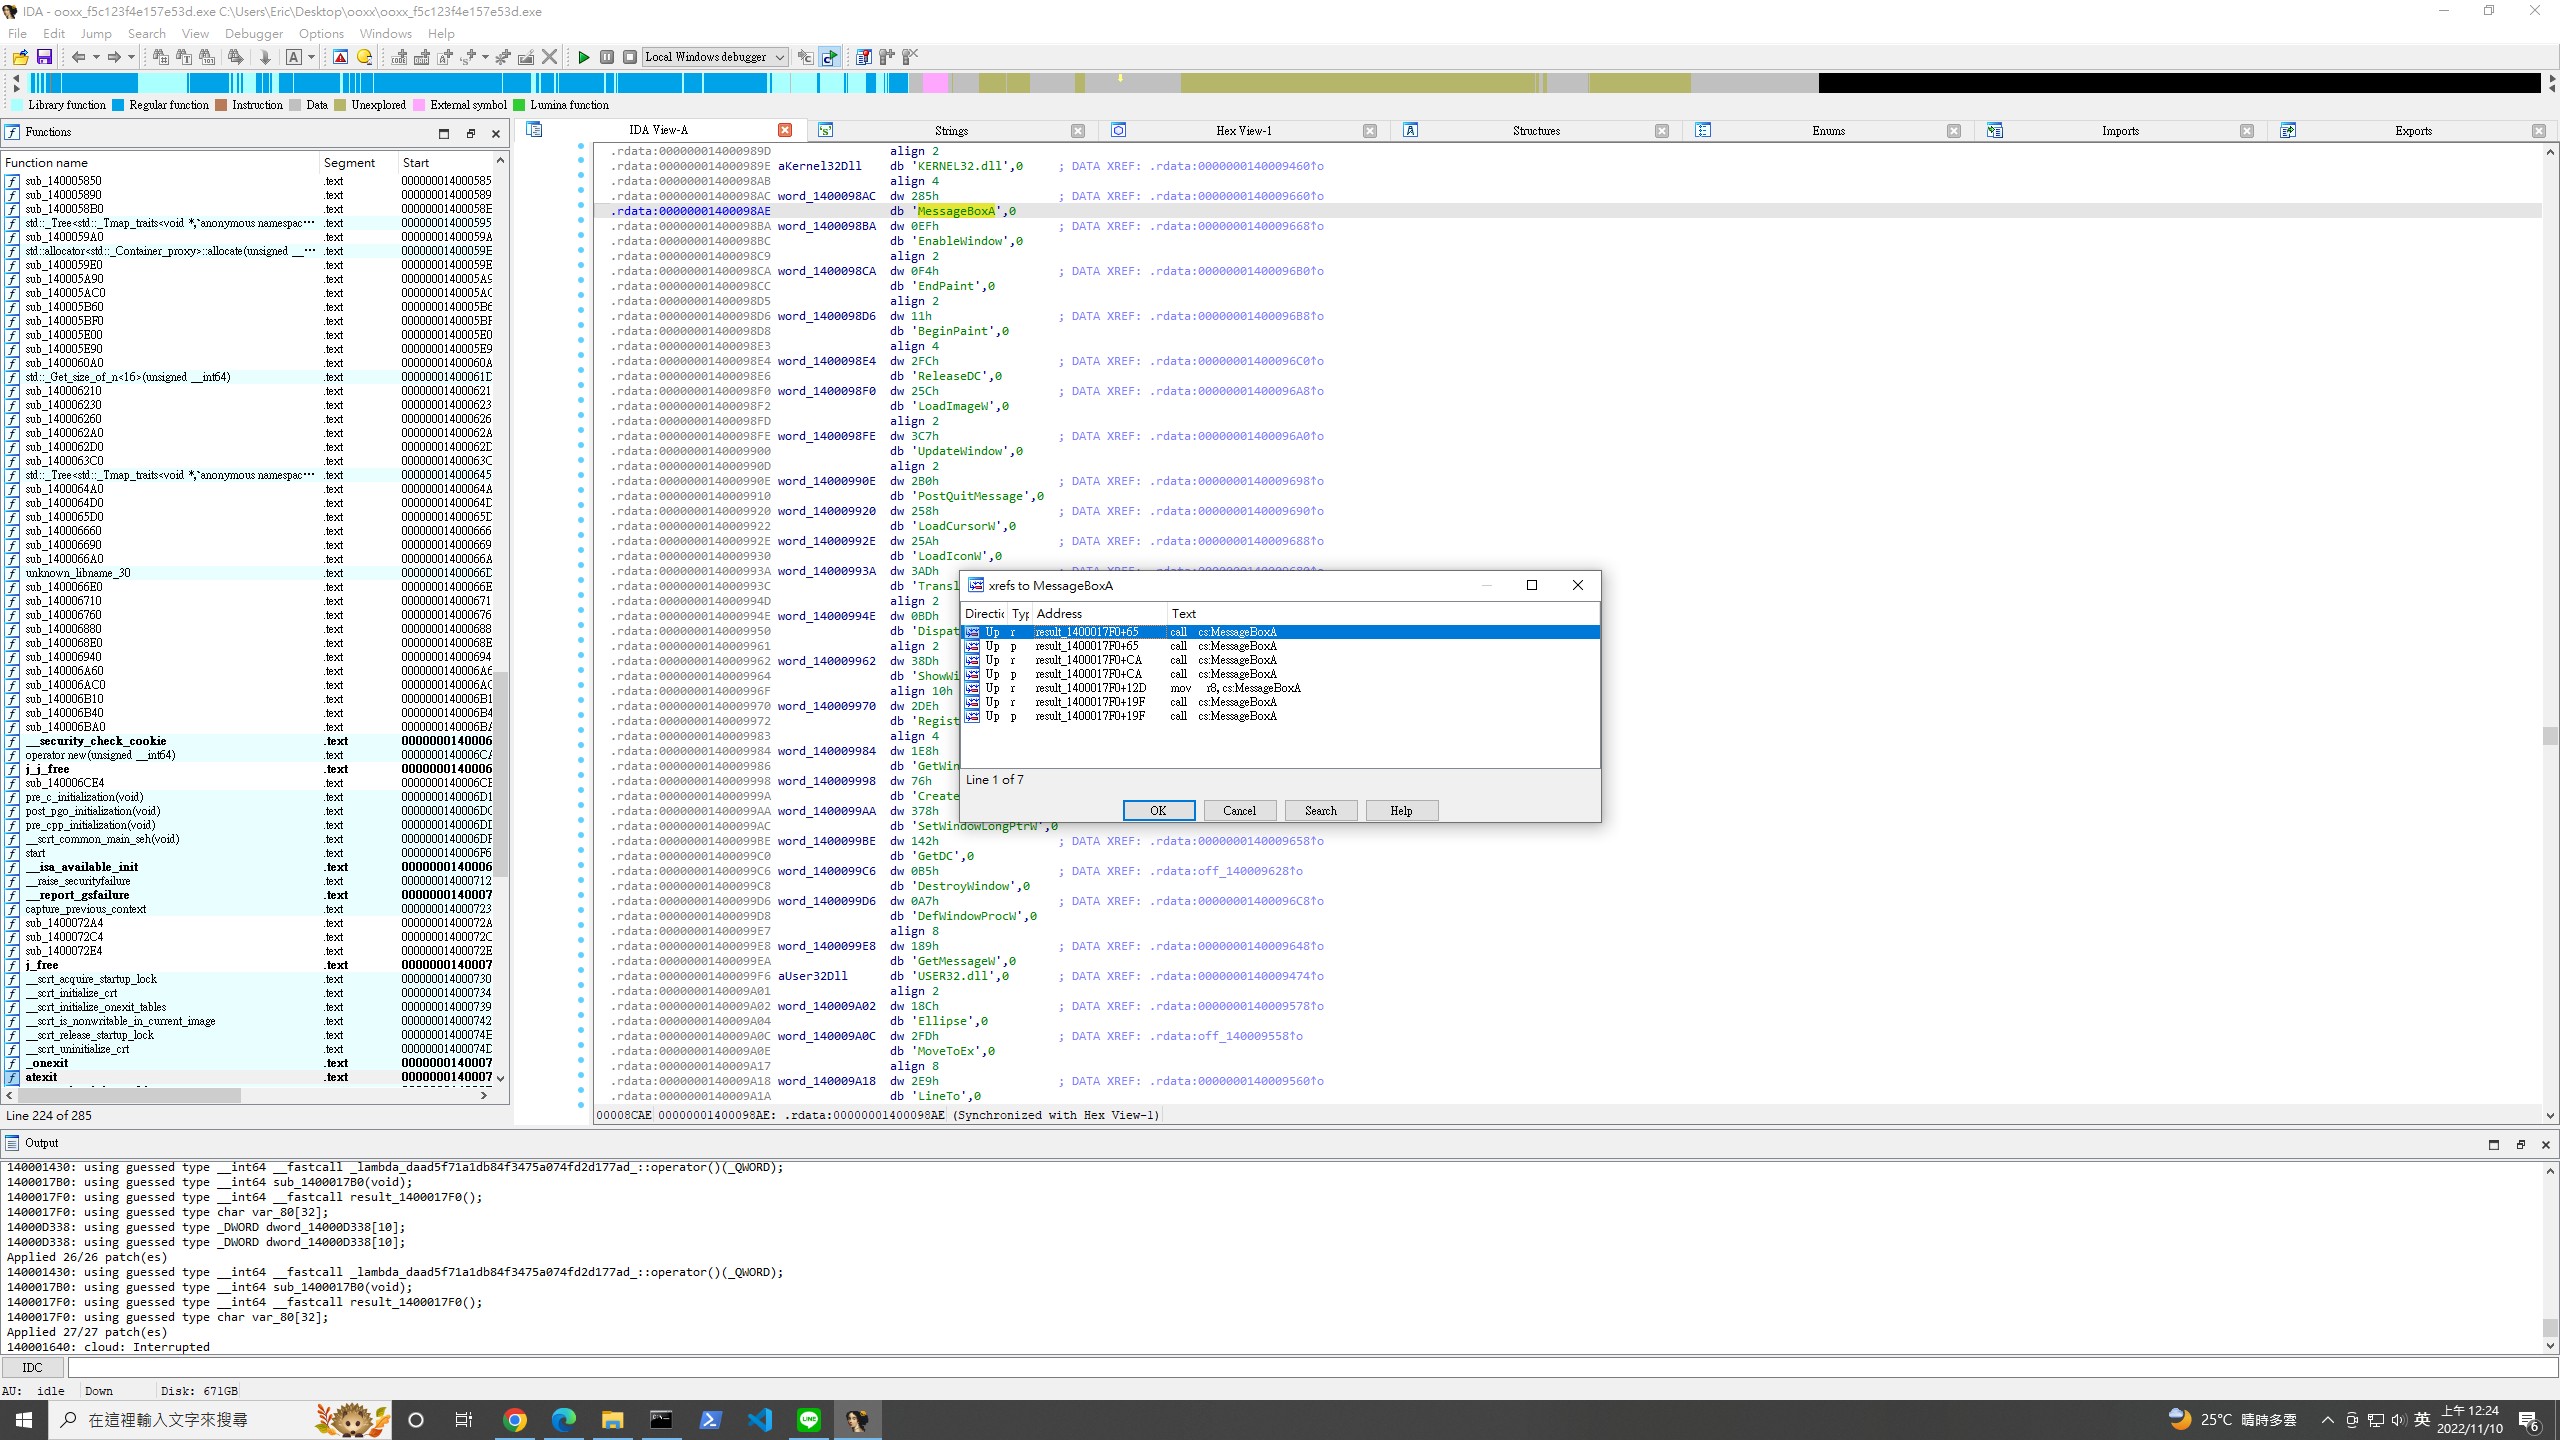 IDA - ooxx_f5c123f4e157e53d.exe C:\Users\Eric\Desktop\ooxx\ooxx_f5c123f4e157e53d.exe
File Edit Jump Search View Debugger Options Windows Help
Local Windows debugger
Library function Regular function Instruction Data Unexplored External symbol Lumina function
Functions
IDA View-A Strings Hex View-1 Structures Enums Imports Exports
Function name Segment Start
sub_140005850 .text 000000014000585
sub_140005890 .text 000000014000589
sub_1400058B0 .text 00000001400058E
std::_Tree<std::_Tmap_traits<void *,`anonymous namespac··· .text 000000014000595
sub_1400059A0 .text 00000001400059A
std::allocator<std::_Container_proxy>::allocate(unsigned __··· .text 00000001400059E
sub_1400059E0 .text 00000001400059E
sub_140005A90 .text 0000000140005A9
sub_140005AC0 .text 0000000140005AC
sub_140005B60 .text 0000000140005B6
sub_140005BF0 .text 0000000140005BF
sub_140005E00 .text 0000000140005E0
sub_140005E90 .text 0000000140005E9
sub_1400060A0 .text 00000001400060A
std::_Get_size_of_n<16>(unsigned __int64) .text 00000001400061D
sub_140006210 .text 000000014000621
sub_140006230 .text 000000014000623
sub_140006260 .text 000000014000626
sub_1400062A0 .text 00000001400062A
sub_1400062D0 .text 00000001400062D
sub_1400063C0 .text 00000001400063C
std::_Tree<std::_Tmap_traits<void *,`anonymous namespac··· .text 000000014000645
sub_1400064A0 .text 00000001400064A
sub_1400064D0 .text 00000001400064D
sub_1400065D0 .text 00000001400065D
sub_140006660 .text 000000014000666
sub_140006690 .text 000000014000669
sub_1400066A0 .text 00000001400066A
unknown_libname_30 .text 00000001400066D
sub_1400066E0 .text 00000001400066E
sub_140006710 .text 000000014000671
sub_140006760 .text 000000014000676
sub_140006880 .text 000000014000688
sub_1400068E0 .text 00000001400068E
sub_140006940 .text 000000014000694
sub_140006A60 .text 0000000140006A6
sub_140006AC0 .text 0000000140006AC
sub_140006B10 .text 0000000140006B1
sub_140006B40 .text 0000000140006B4
sub_140006BA0 .text 0000000140006BA
__security_check_cookie .text 0000000140006
operator new(unsigned __int64) .text 0000000140006CA
j_j_free .text 0000000140006
sub_140006CE4 .text 0000000140006CE
pre_c_initialization(void) .text 0000000140006D1
post_pgo_initialization(void) .text 0000000140006DC
pre_cpp_initialization(void) .text 0000000140006DD
__scrt_common_main_seh(void) .text 0000000140006DF
start .text 0000000140006F6
__isa_available_init .text 0000000140006
__raise_securityfailure .text 000000014000712
__report_gsfailure .text 0000000140007
capture_previous_context .text 000000014000723
sub_1400072A4 .text 00000001400072A
sub_1400072C4 .text 00000001400072C
sub_1400072E4 .text 00000001400072E
j_free .text 0000000140007
__scrt_acquire_startup_lock .text 000000014000730
__scrt_initialize_crt .text 000000014000734
__scrt_initialize_onexit_tables .text 000000014000739
__scrt_is_nonwritable_in_current_image .text 000000014000742
__scrt_release_startup_lock .text 00000001400074E
__scrt_uninitialize_crt .text 00000001400074D
_onexit .text 0000000140007
atexit .text 0000000140007
Line 224 of 285
.rdata:000000014000989D align 2
.rdata:000000014000989E aKernel32Dll db 'KERNEL32.dll',0 ; DATA XREF: .rdata:0000000140009460↑o
.rdata:00000001400098AB align 4
.rdata:00000001400098AC word_1400098AC dw 285h ; DATA XREF: .rdata:0000000140009660↑o
.rdata:00000001400098AE db 'MessageBoxA',0
.rdata:00000001400098BA word_1400098BA dw 0EFh ; DATA XREF: .rdata:0000000140009668↑o
.rdata:00000001400098BC db 'EnableWindow',0
.rdata:00000001400098C9 align 2
.rdata:00000001400098CA word_1400098CA dw 0F4h ; DATA XREF: .rdata:00000001400096B0↑o
.rdata:00000001400098CC db 'EndPaint',0
.rdata:00000001400098D5 align 2
.rdata:00000001400098D6 word_1400098D6 dw 11h ; DATA XREF: .rdata:00000001400096B8↑o
.rdata:00000001400098D8 db 'BeginPaint',0
.rdata:00000001400098E3 align 4
.rdata:00000001400098E4 word_1400098E4 dw 2FCh ; DATA XREF: .rdata:00000001400096C0↑o
.rdata:00000001400098E6 db 'ReleaseDC',0
.rdata:00000001400098F0 word_1400098F0 dw 25Ch ; DATA XREF: .rdata:00000001400096A8↑o
.rdata:00000001400098F2 db 'LoadImageW',0
.rdata:00000001400098FD align 2
.rdata:00000001400098FE word_1400098FE dw 3C7h ; DATA XREF: .rdata:00000001400096A0↑o
.rdata:0000000140009900 db 'UpdateWindow',0
.rdata:000000014000990D align 2
.rdata:000000014000990E word_14000990E dw 2B0h ; DATA XREF: .rdata:0000000140009698↑o
.rdata:0000000140009910 db 'PostQuitMessage',0
.rdata:0000000140009920 word_140009920 dw 258h ; DATA XREF: .rdata:0000000140009690↑o
.rdata:0000000140009922 db 'LoadCursorW',0
.rdata:000000014000992E word_14000992E dw 25Ah ; DATA XREF: .rdata:0000000140009688↑o
.rdata:0000000140009930 db 'LoadIconW',0
.rdata:000000014000993A word_14000993A dw 3ADh
.rdata:000000014000993C db 'Transl
.rdata:000000014000994D align 2
.rdata:000000014000994E word_14000994E dw 0BDh
.rdata:0000000140009950 db 'Dispat
.rdata:0000000140009961 align 2
.rdata:0000000140009962 word_140009962 dw 38Dh
.rdata:0000000140009964 db 'ShowWi
.rdata:000000014000996F align 10h
.rdata:0000000140009970 word_140009970 dw 2DEh
.rdata:0000000140009972 db 'Regist
.rdata:0000000140009983 align 4
.rdata:0000000140009984 word_140009984 dw 1E8h
.rdata:0000000140009986 db 'GetWin
.rdata:0000000140009998 word_140009998 dw 76h
.rdata:000000014000999A db 'Create
.rdata:00000001400099AA word_1400099AA dw 378h
.rdata:00000001400099AC db 'SetWindowLongPtrW',0
.rdata:00000001400099BE word_1400099BE dw 142h ; DATA XREF: .rdata:0000000140009658↑o
.rdata:00000001400099C0 db 'GetDC',0
.rdata:00000001400099C6 word_1400099C6 dw 0B5h ; DATA XREF: .rdata:off_140009628↑o
.rdata:00000001400099C8 db 'DestroyWindow',0
.rdata:00000001400099D6 word_1400099D6 dw 0A7h ; DATA XREF: .rdata:00000001400096C8↑o
.rdata:00000001400099D8 db 'DefWindowProcW',0
.rdata:00000001400099E7 align 8
.rdata:00000001400099E8 word_1400099E8 dw 189h ; DATA XREF: .rdata:0000000140009648↑o
.rdata:00000001400099EA db 'GetMessageW',0
.rdata:00000001400099F6 aUser32Dll db 'USER32.dll',0 ; DATA XREF: .rdata:0000000140009474↑o
.rdata:0000000140009A01 align 2
.rdata:0000000140009A02 word_140009A02 dw 18Ch ; DATA XREF: .rdata:0000000140009578↑o
.rdata:0000000140009A04 db 'Ellipse',0
.rdata:0000000140009A0C word_140009A0C dw 2FDh ; DATA XREF: .rdata:off_140009558↑o
.rdata:0000000140009A0E db 'MoveToEx',0
.rdata:0000000140009A17 align 8
.rdata:0000000140009A18 word_140009A18 dw 2E9h ; DATA XREF: .rdata:0000000140009560↑o
.rdata:0000000140009A1A db 'LineTo',0
00008CAE 00000001400098AE: .rdata:00000001400098AE (Synchronized with Hex View-1)
xrefs to MessageBoxA
Directic Typ Address Text
Up r result_1400017F0+65 call cs:MessageBoxA
Up p result_1400017F0+65 call cs:MessageBoxA
Up r result_1400017F0+CA call cs:MessageBoxA
Up p result_1400017F0+CA call cs:MessageBoxA
Up r result_1400017F0+12D mov r8, cs:MessageBoxA
Up r result_1400017F0+19F call cs:MessageBoxA
Up p result_1400017F0+19F call cs:MessageBoxA
Line 1 of 7
OK Cancel Search Help
Output
140001430: using guessed type __int64 __fastcall _lambda_daad5f71a1db84f3475a074fd2d177ad_::operator()(_QWORD);
1400017B0: using guessed type __int64 sub_1400017B0(void);
1400017F0: using guessed type __int64 __fastcall result_1400017F0();
1400017F0: using guessed type char var_80[32];
14000D338: using guessed type _DWORD dword_14000D338[10];
14000D338: using guessed type _DWORD dword_14000D338[10];
Applied 26/26 patch(es)
140001430: using guessed type __int64 __fastcall _lambda_daad5f71a1db84f3475a074fd2d177ad_::operator()(_QWORD);
1400017B0: using guessed type __int64 sub_1400017B0(void);
1400017F0: using guessed type __int64 __fastcall result_1400017F0();
1400017F0: using guessed type char var_80[32];
Applied 27/27 patch(es)
140001640: cloud: Interrupted
IDC
AU: idle Down Disk: 671GB
在這裡輸入文字來搜尋
25°C 晴時多雲 英 上午 12:24
2022/11/10 6